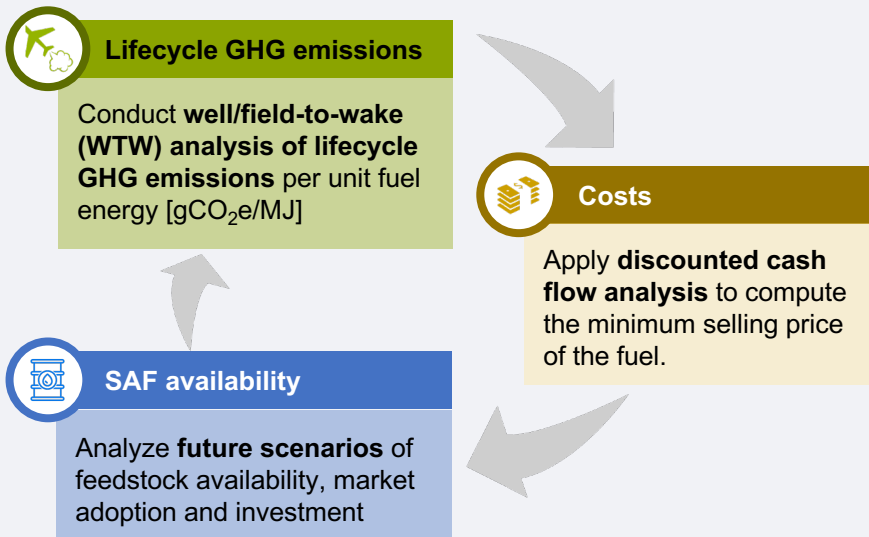 Lifecycle GHG emissions
Conduct well/field-to-wake
(WTW) analysis of lifecycle
GHG emissions per unit fuel
energy [gCO₂e/MJ]
Costs
Apply discounted cash
flow analysis to compute
the minimum selling price
of the fuel.
SAF availability
Analyze future scenarios of
feedstock availability, market
adoption and investment